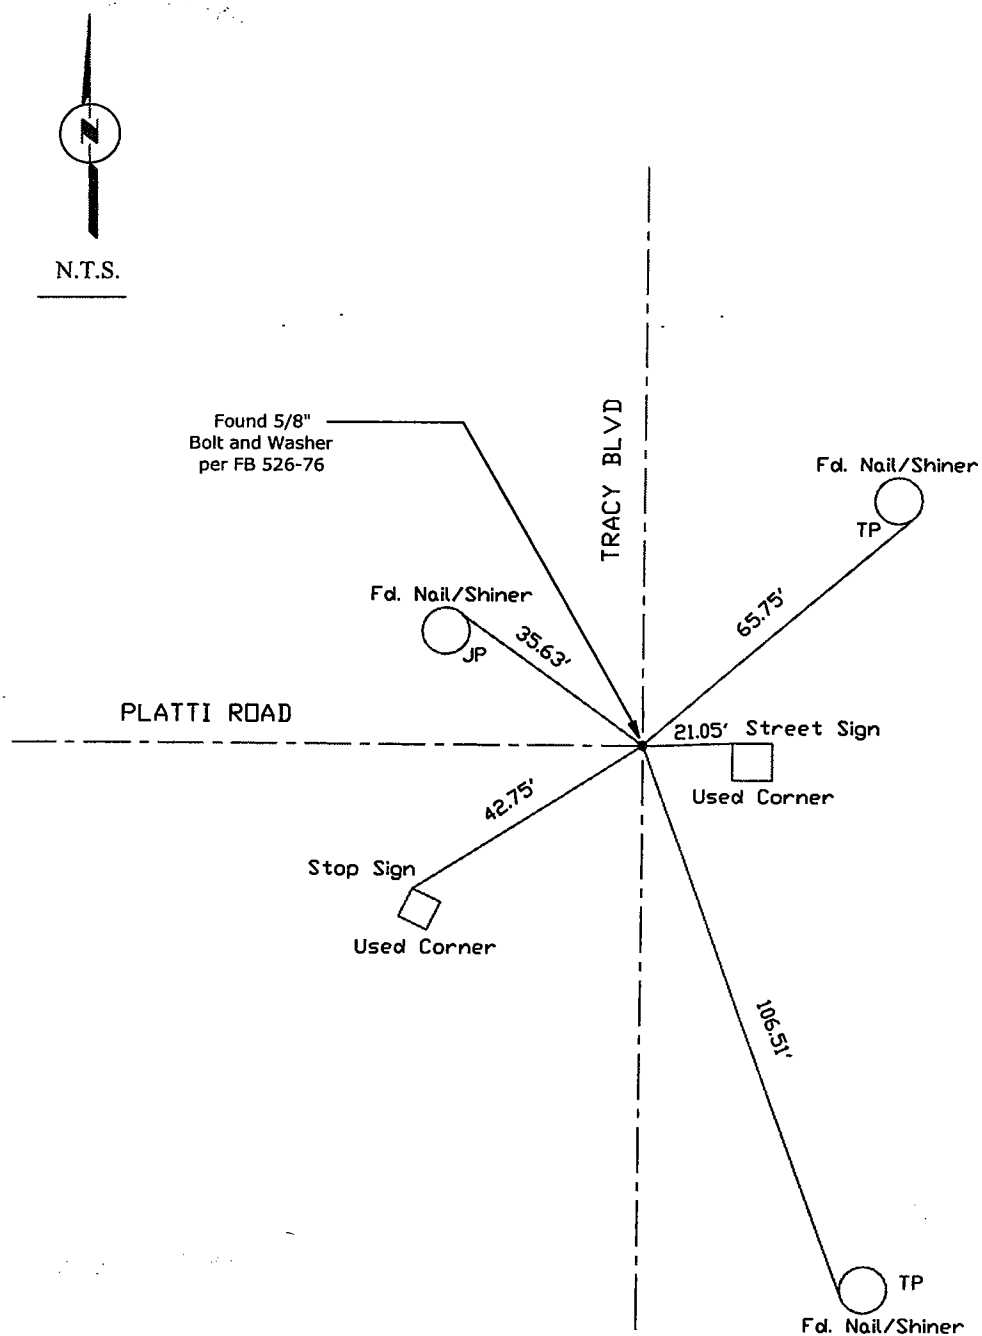 N
N.T.S.
Found 5/8"
Bolt and Washer
per FB 526-76
TRACY BLVD
Fd. Nail/Shiner
TP
65.75'
Fd. Nail/Shiner
JP
35.63'
PLATTI ROAD
21.05' Street Sign
Used Corner
42.75'
Stop Sign
Used Corner
106.51'
TP
Fd. Nail/Shiner